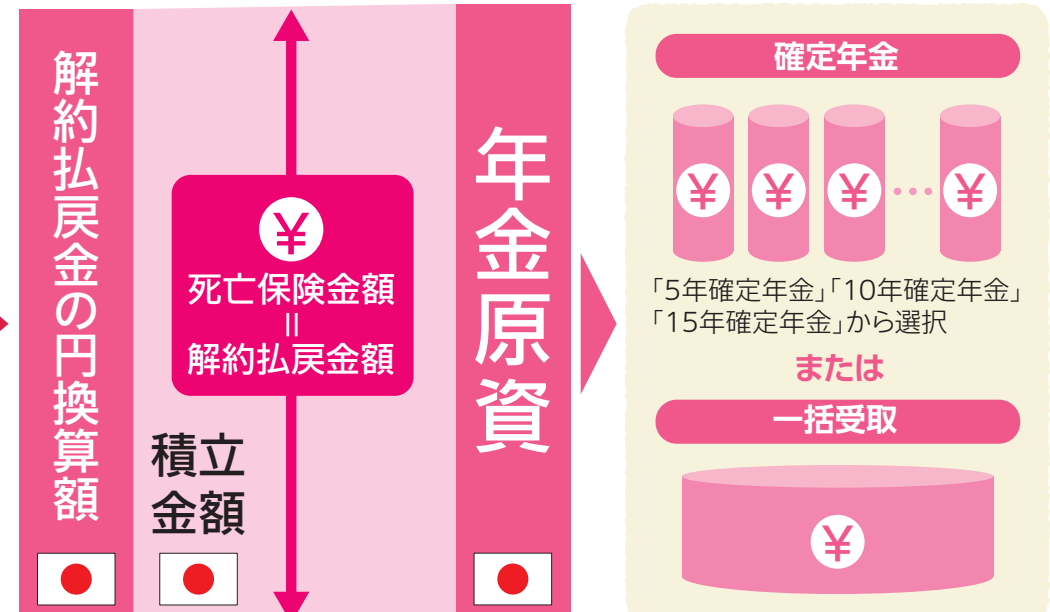 解約払戻金の円換算額
¥
死亡保険金額
=
解約払戻金額
積立
金額
年金原資
確定年金
¥ ¥ ¥ … ¥
「5年確定年金」「10年確定年金」
「15年確定年金」から選択
または
一括受取
¥